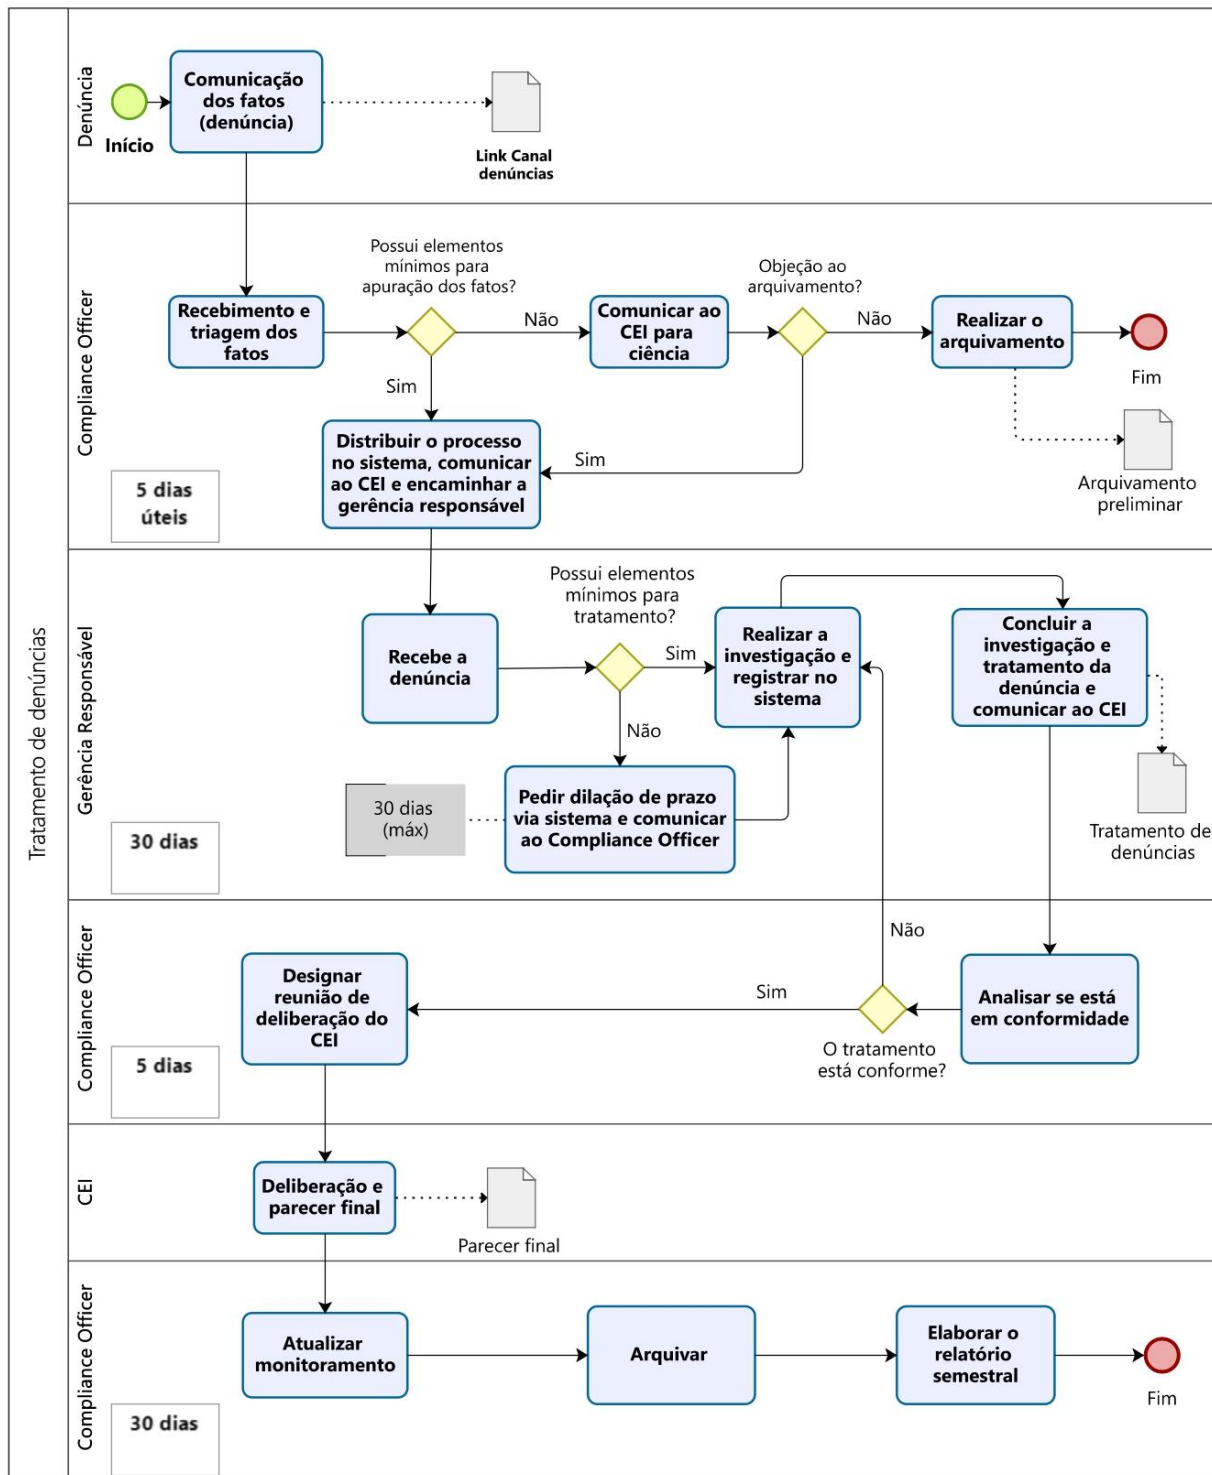 Tratamento de denúncias
Denúncia
Início
Comunicação
dos fatos
(denúncia)
Link Canal
denúncias
Compliance Officer
5 dias
úteis
Recebimento e
triagem dos
fatos
Possui elementos
mínimos para
apuração dos fatos?
Não
Sim
Comunicar ao
CEI para
ciência
Objeção ao
arquivamento?
Não
Sim
Realizar o
arquivamento
Fim
Arquivamento
preliminar
Distribuir o processo
no sistema, comunicar
ao CEI e encaminhar a
gerência responsável
Gerência Responsável
30 dias
Recebe a
denúncia
Possui elementos
mínimos para
tratamento?
Sim
Não
Realizar a
investigação e
registrar no
sistema
Concluir a
investigação e
tratamento da
denúncia e
comunicar ao CEI
30 dias
(máx)
Pedir dilação de prazo
via sistema e comunicar
ao Compliance Officer
Tratamento de
denúncias
Compliance Officer
5 dias
Designar
reunião de
deliberação do
CEI
Sim
Não
O tratamento
está conforme?
Analisar se está
em conformidade
CEI
Deliberação e
parecer final
Parecer final
Compliance Officer
30 dias
Atualizar
monitoramento
Arquivar
Elaborar o
relatório
semestral
Fim